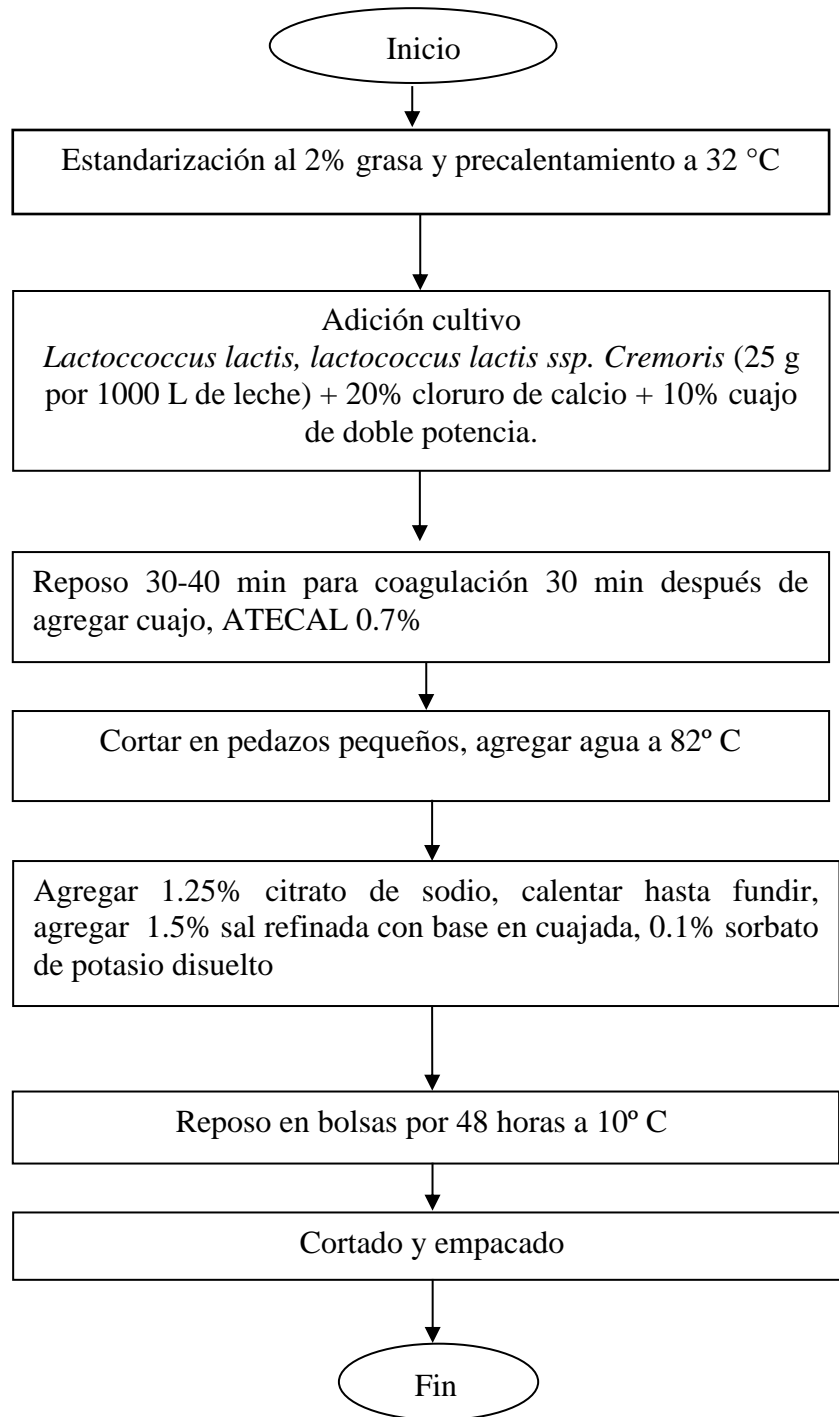 Inicio
Estandarización al 2% grasa y precalentamiento a 32 °C
Adición cultivo
Lactoccoccus lactis, lactococcus lactis ssp. Cremoris (25 g
por 1000 L de leche) + 20% cloruro de calcio + 10% cuajo
de doble potencia.
Reposo 30-40 min para coagulación 30 min después de
agregar cuajo, ATECAL 0.7%
Cortar en pedazos pequeños, agregar agua a 82º C
Agregar 1.25% citrato de sodio, calentar hasta fundir,
agregar 1.5% sal refinada con base en cuajada, 0.1% sorbato
de potasio disuelto
Reposo en bolsas por 48 horas a 10º C
Cortado y empacado
Fin